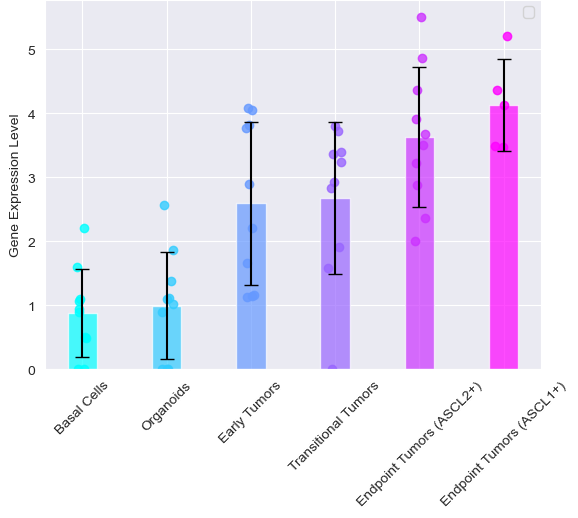 Gene Expression Level
5
4
3
2
1
0
Basal Cells
Organoids
Early Tumors
Transitional Tumors
Endpoint Tumors (ASCL2+)
Endpoint Tumors (ASCL1+)